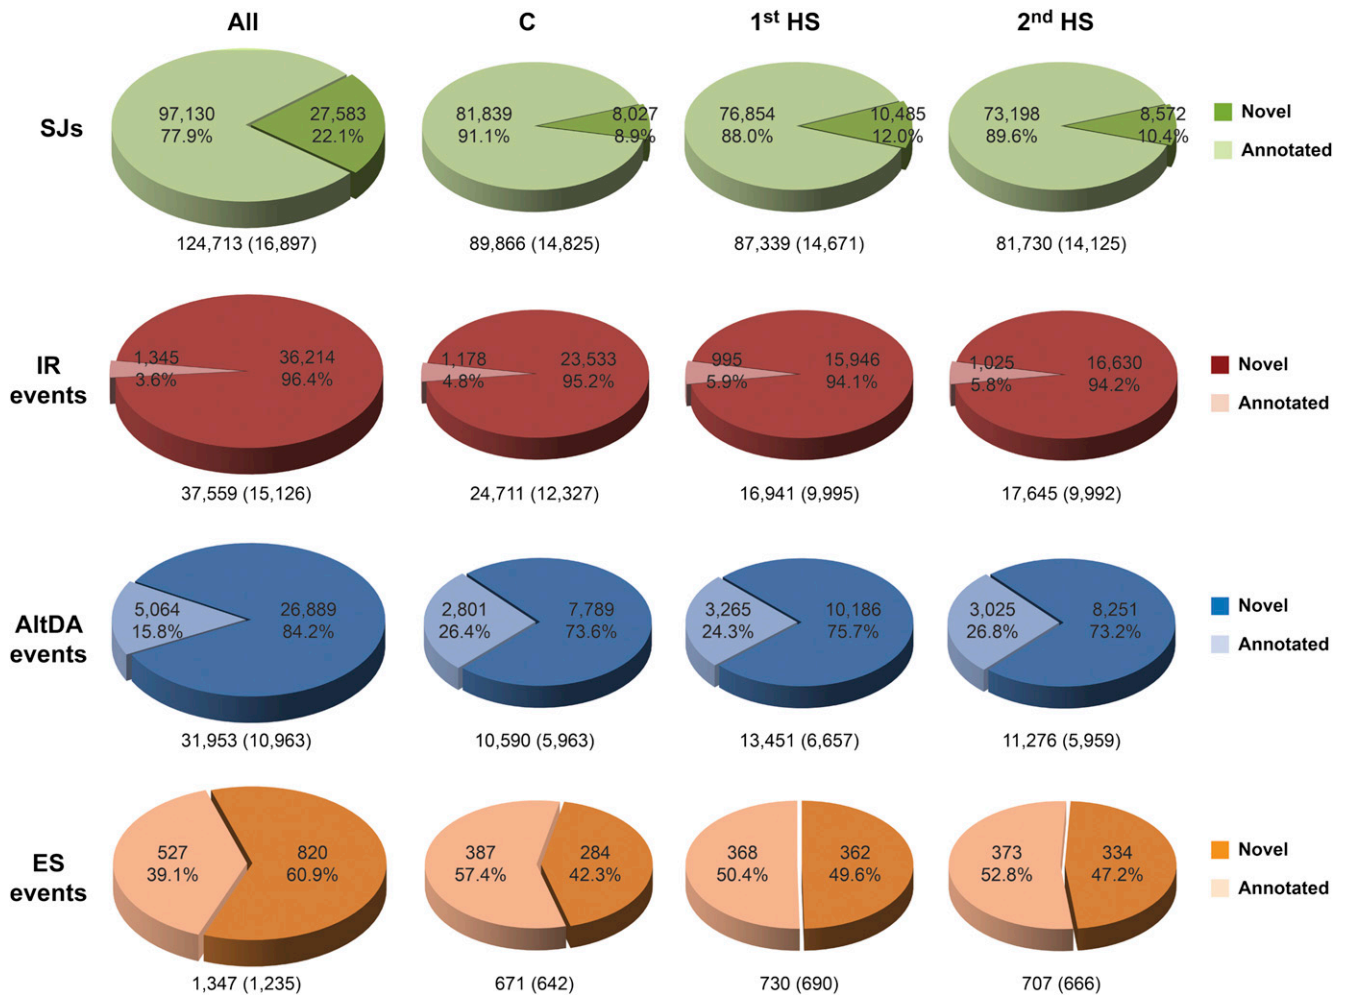 All C 1st HS 2nd HS
SJs
97,130 27,583 81,839 8,027 76,854 10,485 73,198 8,572
77.9% 22.1% 91.1% 8.9% 88.0% 12.0% 89.6% 10.4%
Novel
Annotated
124,713 (16,897) 89,866 (14,825) 87,339 (14,671) 81,730 (14,125)
IR
events
1,345 36,214 1,178 23,533 995 15,946 1,025 16,630
3.6% 96.4% 4.8% 95.2% 5.9% 94.1% 5.8% 94.2%
Novel
Annotated
37,559 (15,126) 24,711 (12,327) 16,941 (9,995) 17,645 (9,992)
AltDA
events
5,064 26,889 2,801 7,789 3,265 10,186 3,025 8,251
15.8% 84.2% 26.4% 73.6% 24.3% 75.7% 26.8% 73.2%
Novel
Annotated
31,953 (10,963) 10,590 (5,963) 13,451 (6,657) 11,276 (5,959)
ES
events
527 820 387 284 368 362 373 334
39.1% 60.9% 57.4% 42.3% 50.4% 49.6% 52.8% 47.2%
Novel
Annotated
1,347 (1,235) 671 (642) 730 (690) 707 (666)